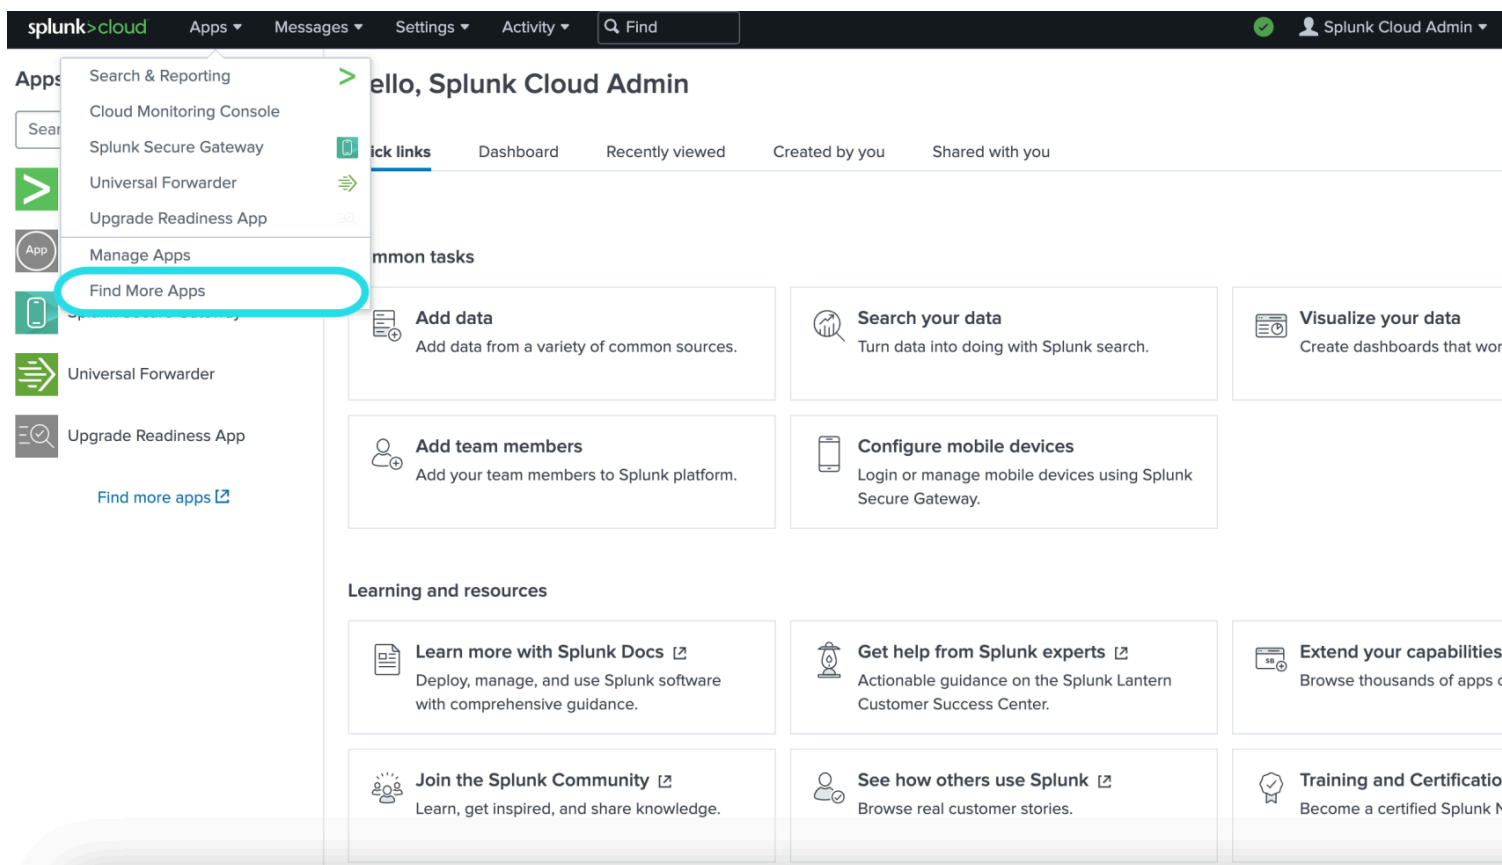 splunk>cloud Apps Messages Settings Activity Find Splunk Cloud Admin
Apps
Search & Reporting
Cloud Monitoring Console
Splunk Secure Gateway
Universal Forwarder
Upgrade Readiness App
Manage Apps
Find More Apps
Sear
App
Universal Forwarder
Upgrade Readiness App
Find more apps
ello, Splunk Cloud Admin
ick links Dashboard Recently viewed Created by you Shared with you
mmon tasks
Add data
Add data from a variety of common sources.
Search your data
Turn data into doing with Splunk search.
Visualize your data
Create dashboards that wor
Add team members
Add your team members to Splunk platform.
Configure mobile devices
Login or manage mobile devices using Splunk
Secure Gateway.
Learning and resources
Learn more with Splunk Docs
Deploy, manage, and use Splunk software
with comprehensive guidance.
Get help from Splunk experts
Actionable guidance on the Splunk Lantern
Customer Success Center.
SB
Extend your capabilities
Browse thousands of apps
Join the Splunk Community
Learn, get inspired, and share knowledge.
See how others use Splunk
Browse real customer stories.
Training and Certificatio
Become a certified Splunk N